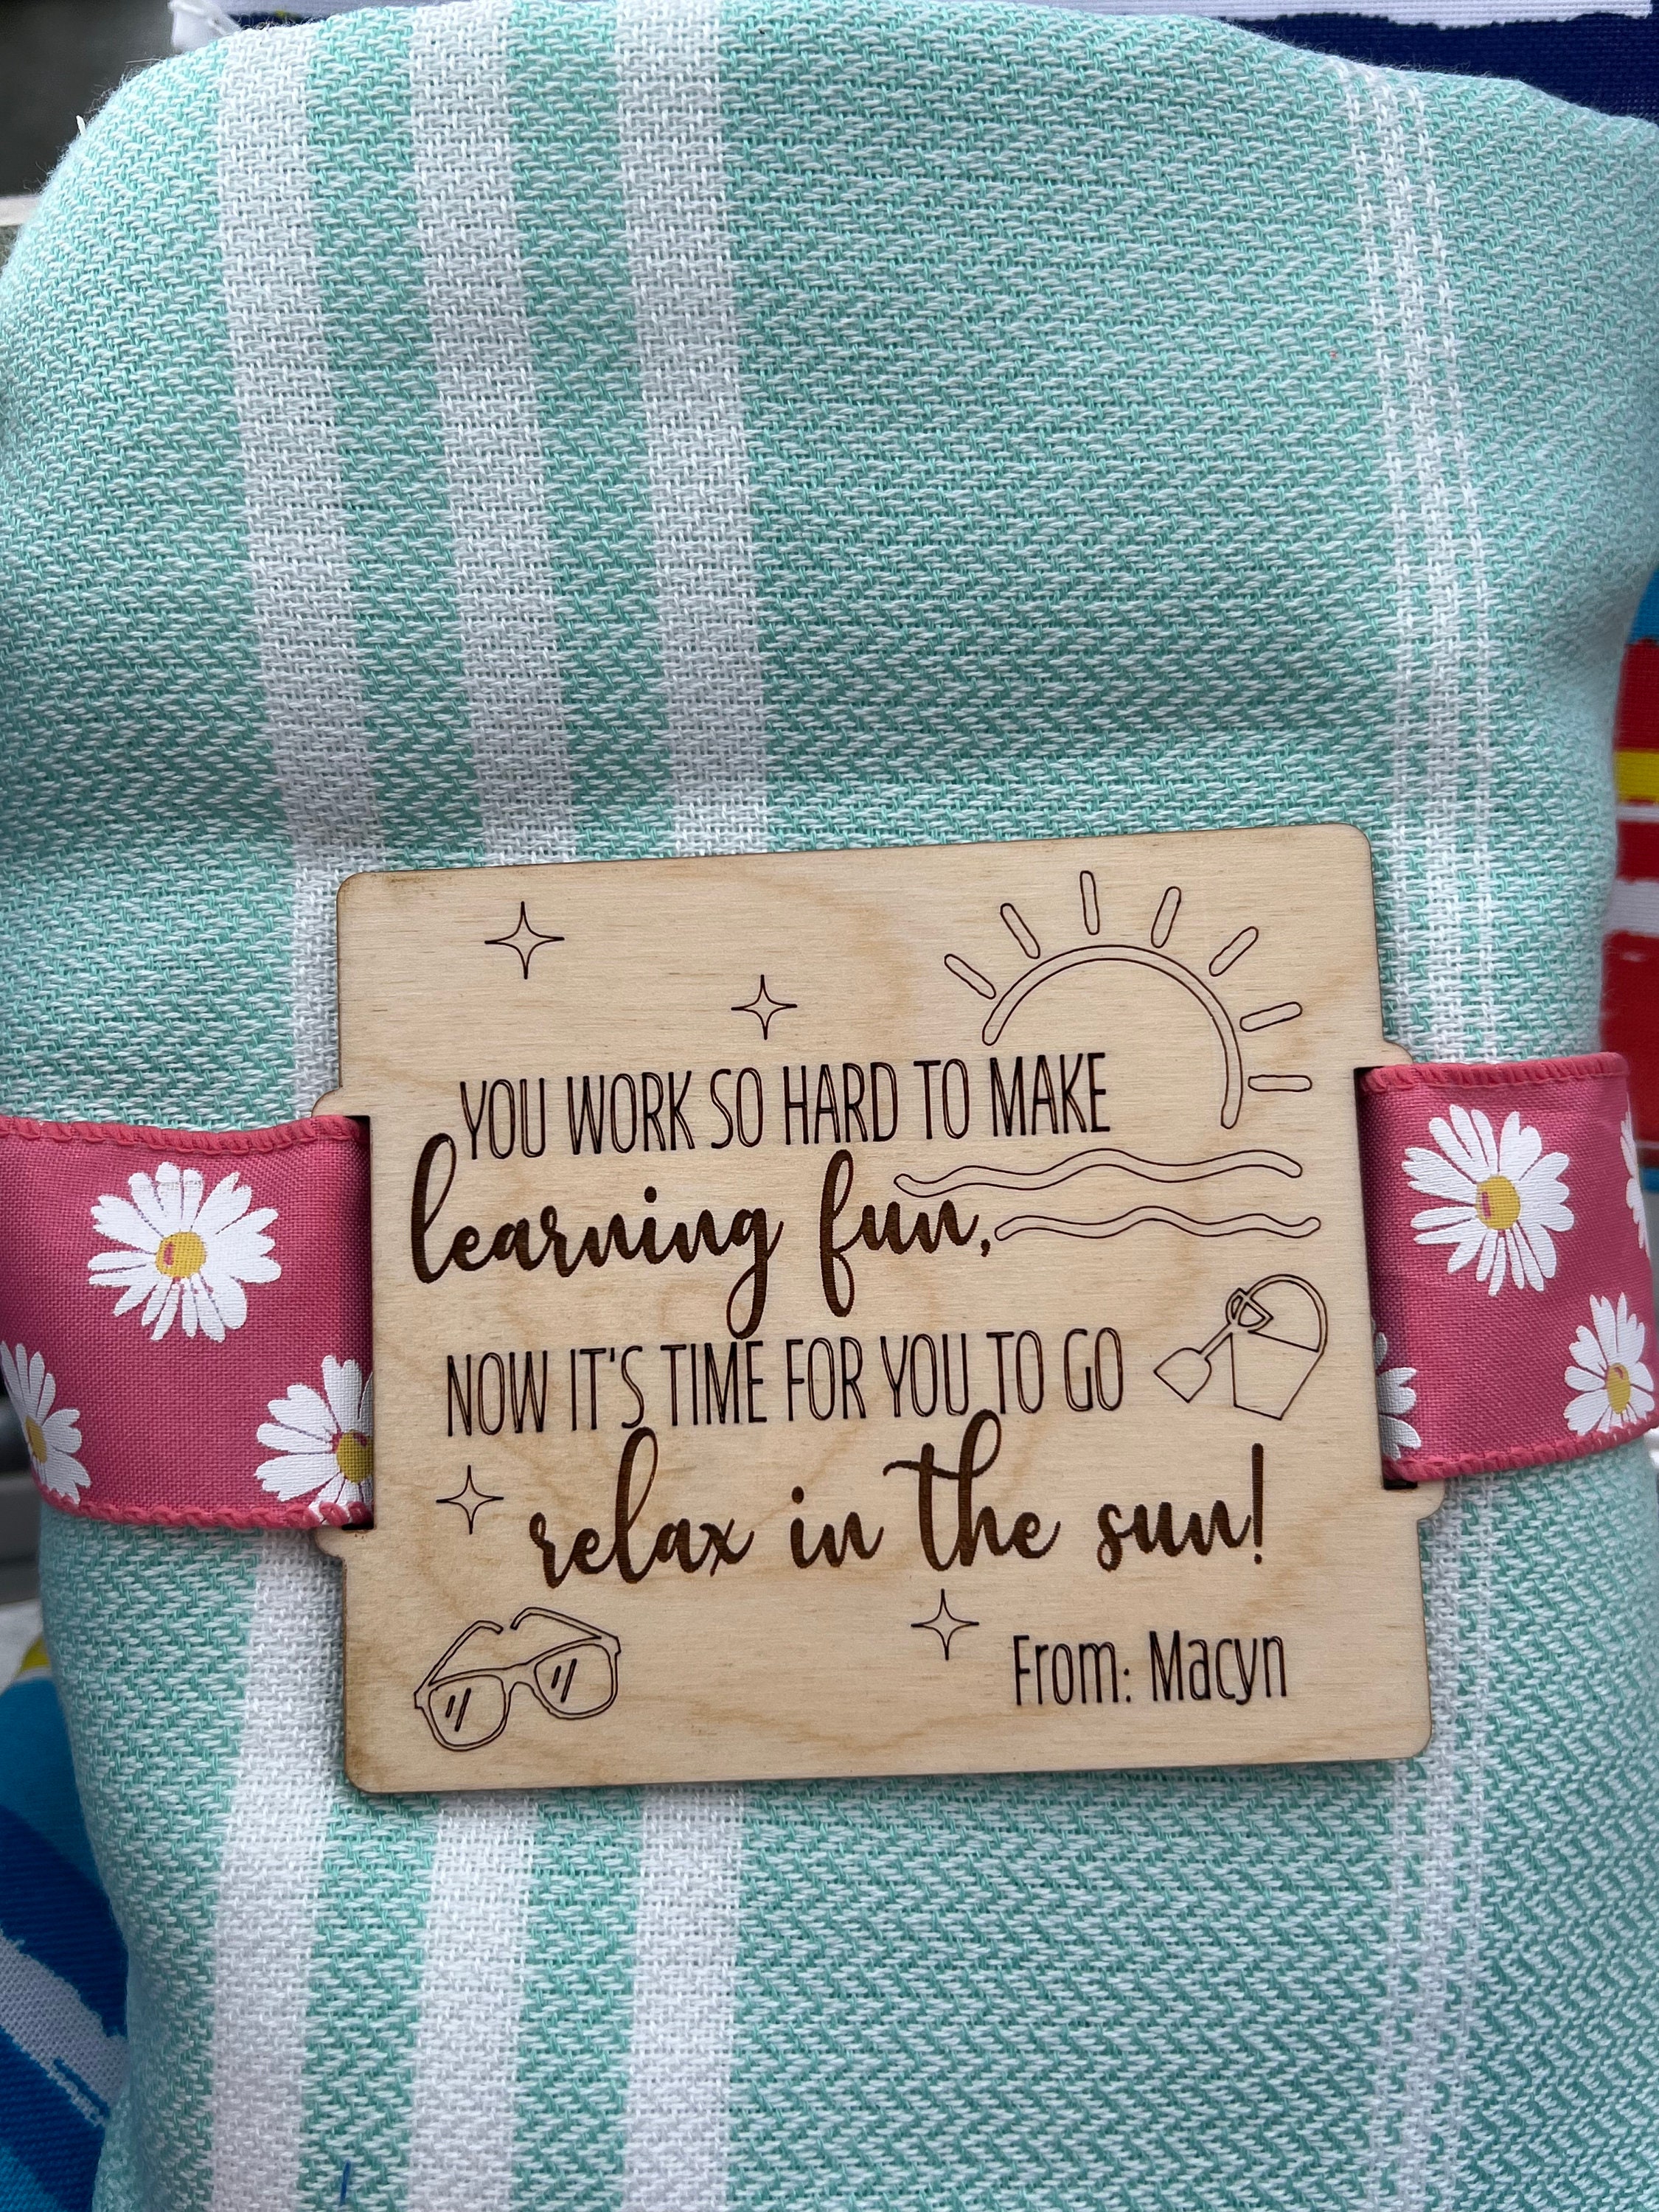 YOU WORK SO HARD TO MAKE
learning fun,
NOW IT'S TIME FOR YOU TO GO
relax in the sun!
From: Macyn